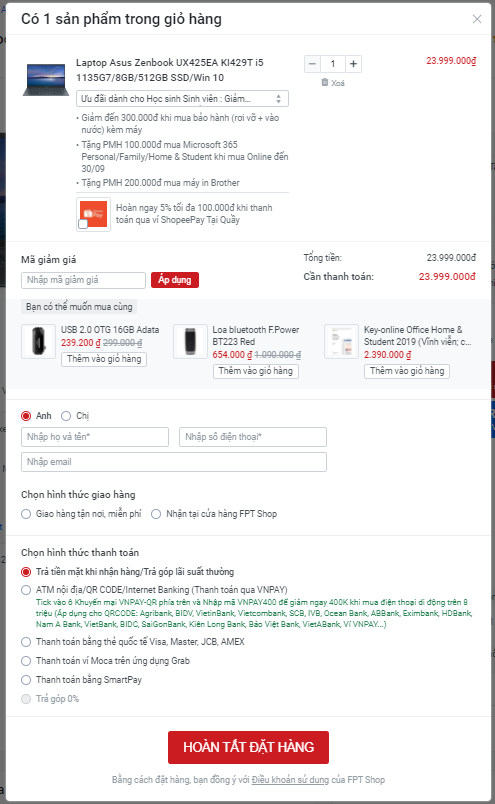 Có 1 sản phẩm trong giỏ hàng
Laptop Asus Zenbook UX425EA KI429T i5
1135G7/8GB/512GB SSD/Win 10
− 1 +
23.999.000₫
Xoá
Ưu đãi dành cho Học sinh Sinh viên : Giảm...
• Giảm đến 300.000đ khi mua bảo hành (rơi vỡ + vào
nước) kèm máy
• Tặng PMH 100.000đ mua Microsoft 365
Personal/Family/Home & Student khi mua Online đến
30/09
• Tặng PMH 200.000đ mua máy in Brother
Hoàn ngay 5% tối đa 100.000đ khi thanh
toán qua ví ShopeePay Tại Quầy
Mã giảm giá
Nhập mã giảm giá
Áp dụng
Tổng tiền: 23.999.000đ
Cần thanh toán: 23.999.000đ
Bạn có thể muốn mua cùng
USB 2.0 OTG 16GB Adata
239.200 ₫ 299.000 ₫
Thêm vào giỏ hàng
Loa bluetooth F.Power
BT223 Red
654.000 ₫ 1.090.000 ₫
Thêm vào giỏ hàng
Key-online Office Home &
Student 2019 (Vĩnh viễn; c...
2.390.000 ₫
Thêm vào giỏ hàng
Anh Chị
Nhập họ và tên*
Nhập số điện thoại*
Nhập email
Chọn hình thức giao hàng
Giao hàng tận nơi, miễn phí Nhận tại cửa hàng FPT Shop
Chọn hình thức thanh toán
Trả tiền mặt khi nhận hàng/Trả góp lãi suất thường
ATM nội địa/QR CODE/Internet Banking (Thanh toán qua VNPAY)
Tick vào ô Khuyến mại VNPAY-QR phía trên và Nhập mã VNPAY400 để giảm ngay 400K khi mua điện thoại di động trên 8
triệu (Áp dụng cho QRCODE: Agribank, BIDV, VietinBank, Vietcombank, SCB, IVB, Ocean Bank, ABBank, Eximbank, HDBank,
Nam A Bank, VietBank, BIDC, SaiGonBank, Kiên Long Bank, Bảo Việt Bank, VietABank, Ví VNPAY...)
Thanh toán bằng thẻ quốc tế Visa, Master, JCB, AMEX
Thanh toán ví Moca trên ứng dụng Grab
Thanh toán bằng SmartPay
Trả góp 0%
HOÀN TẤT ĐẶT HÀNG
Bằng cách đặt hàng, bạn đồng ý với Điều khoản sử dụng của FPT Shop